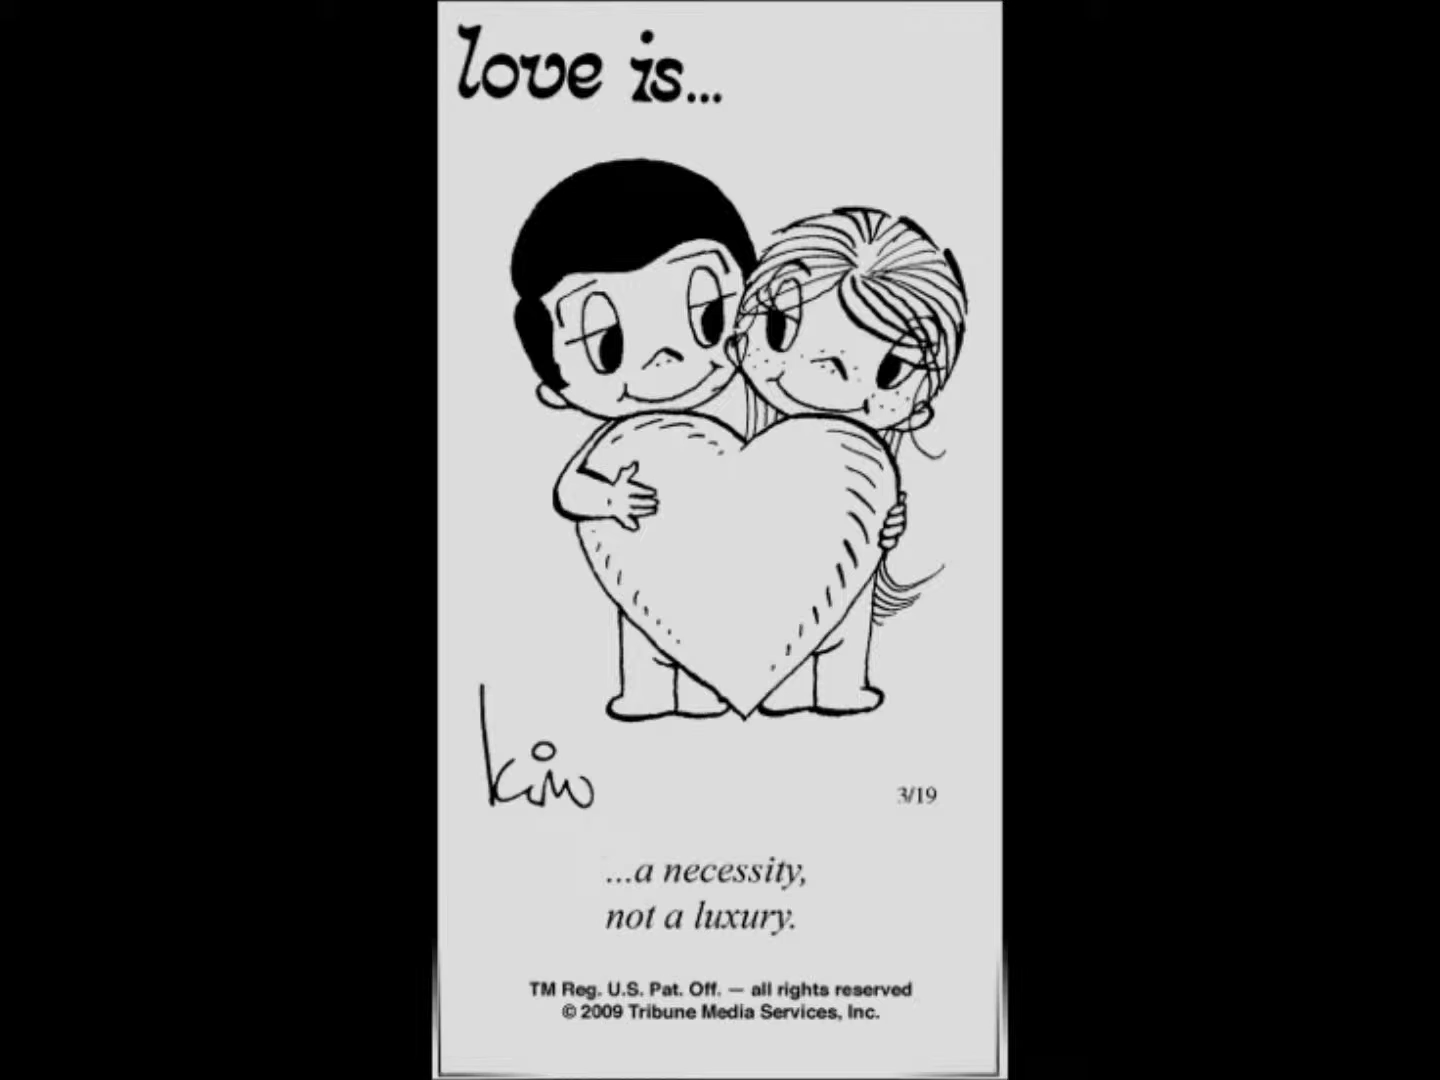 love is...
kim
3/19
...a necessity,
not a luxury.
TM Reg. U.S. Pat. Off. — all rights reserved
© 2009 Tribune Media Services, Inc.